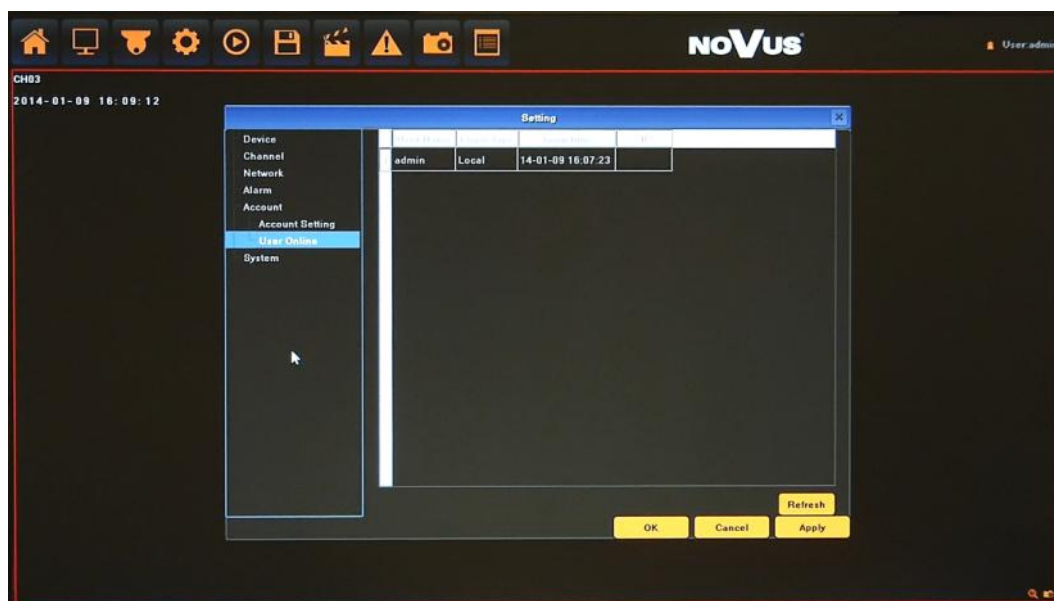 NOVUS
User:admin
CH03
2014-01-09 16:09:12
Setting
Device
Channel
Network
Alarm
Account
Account Setting
User Online
System
admin Local 14-01-09 16:07:23
Refresh
OK Cancel Apply